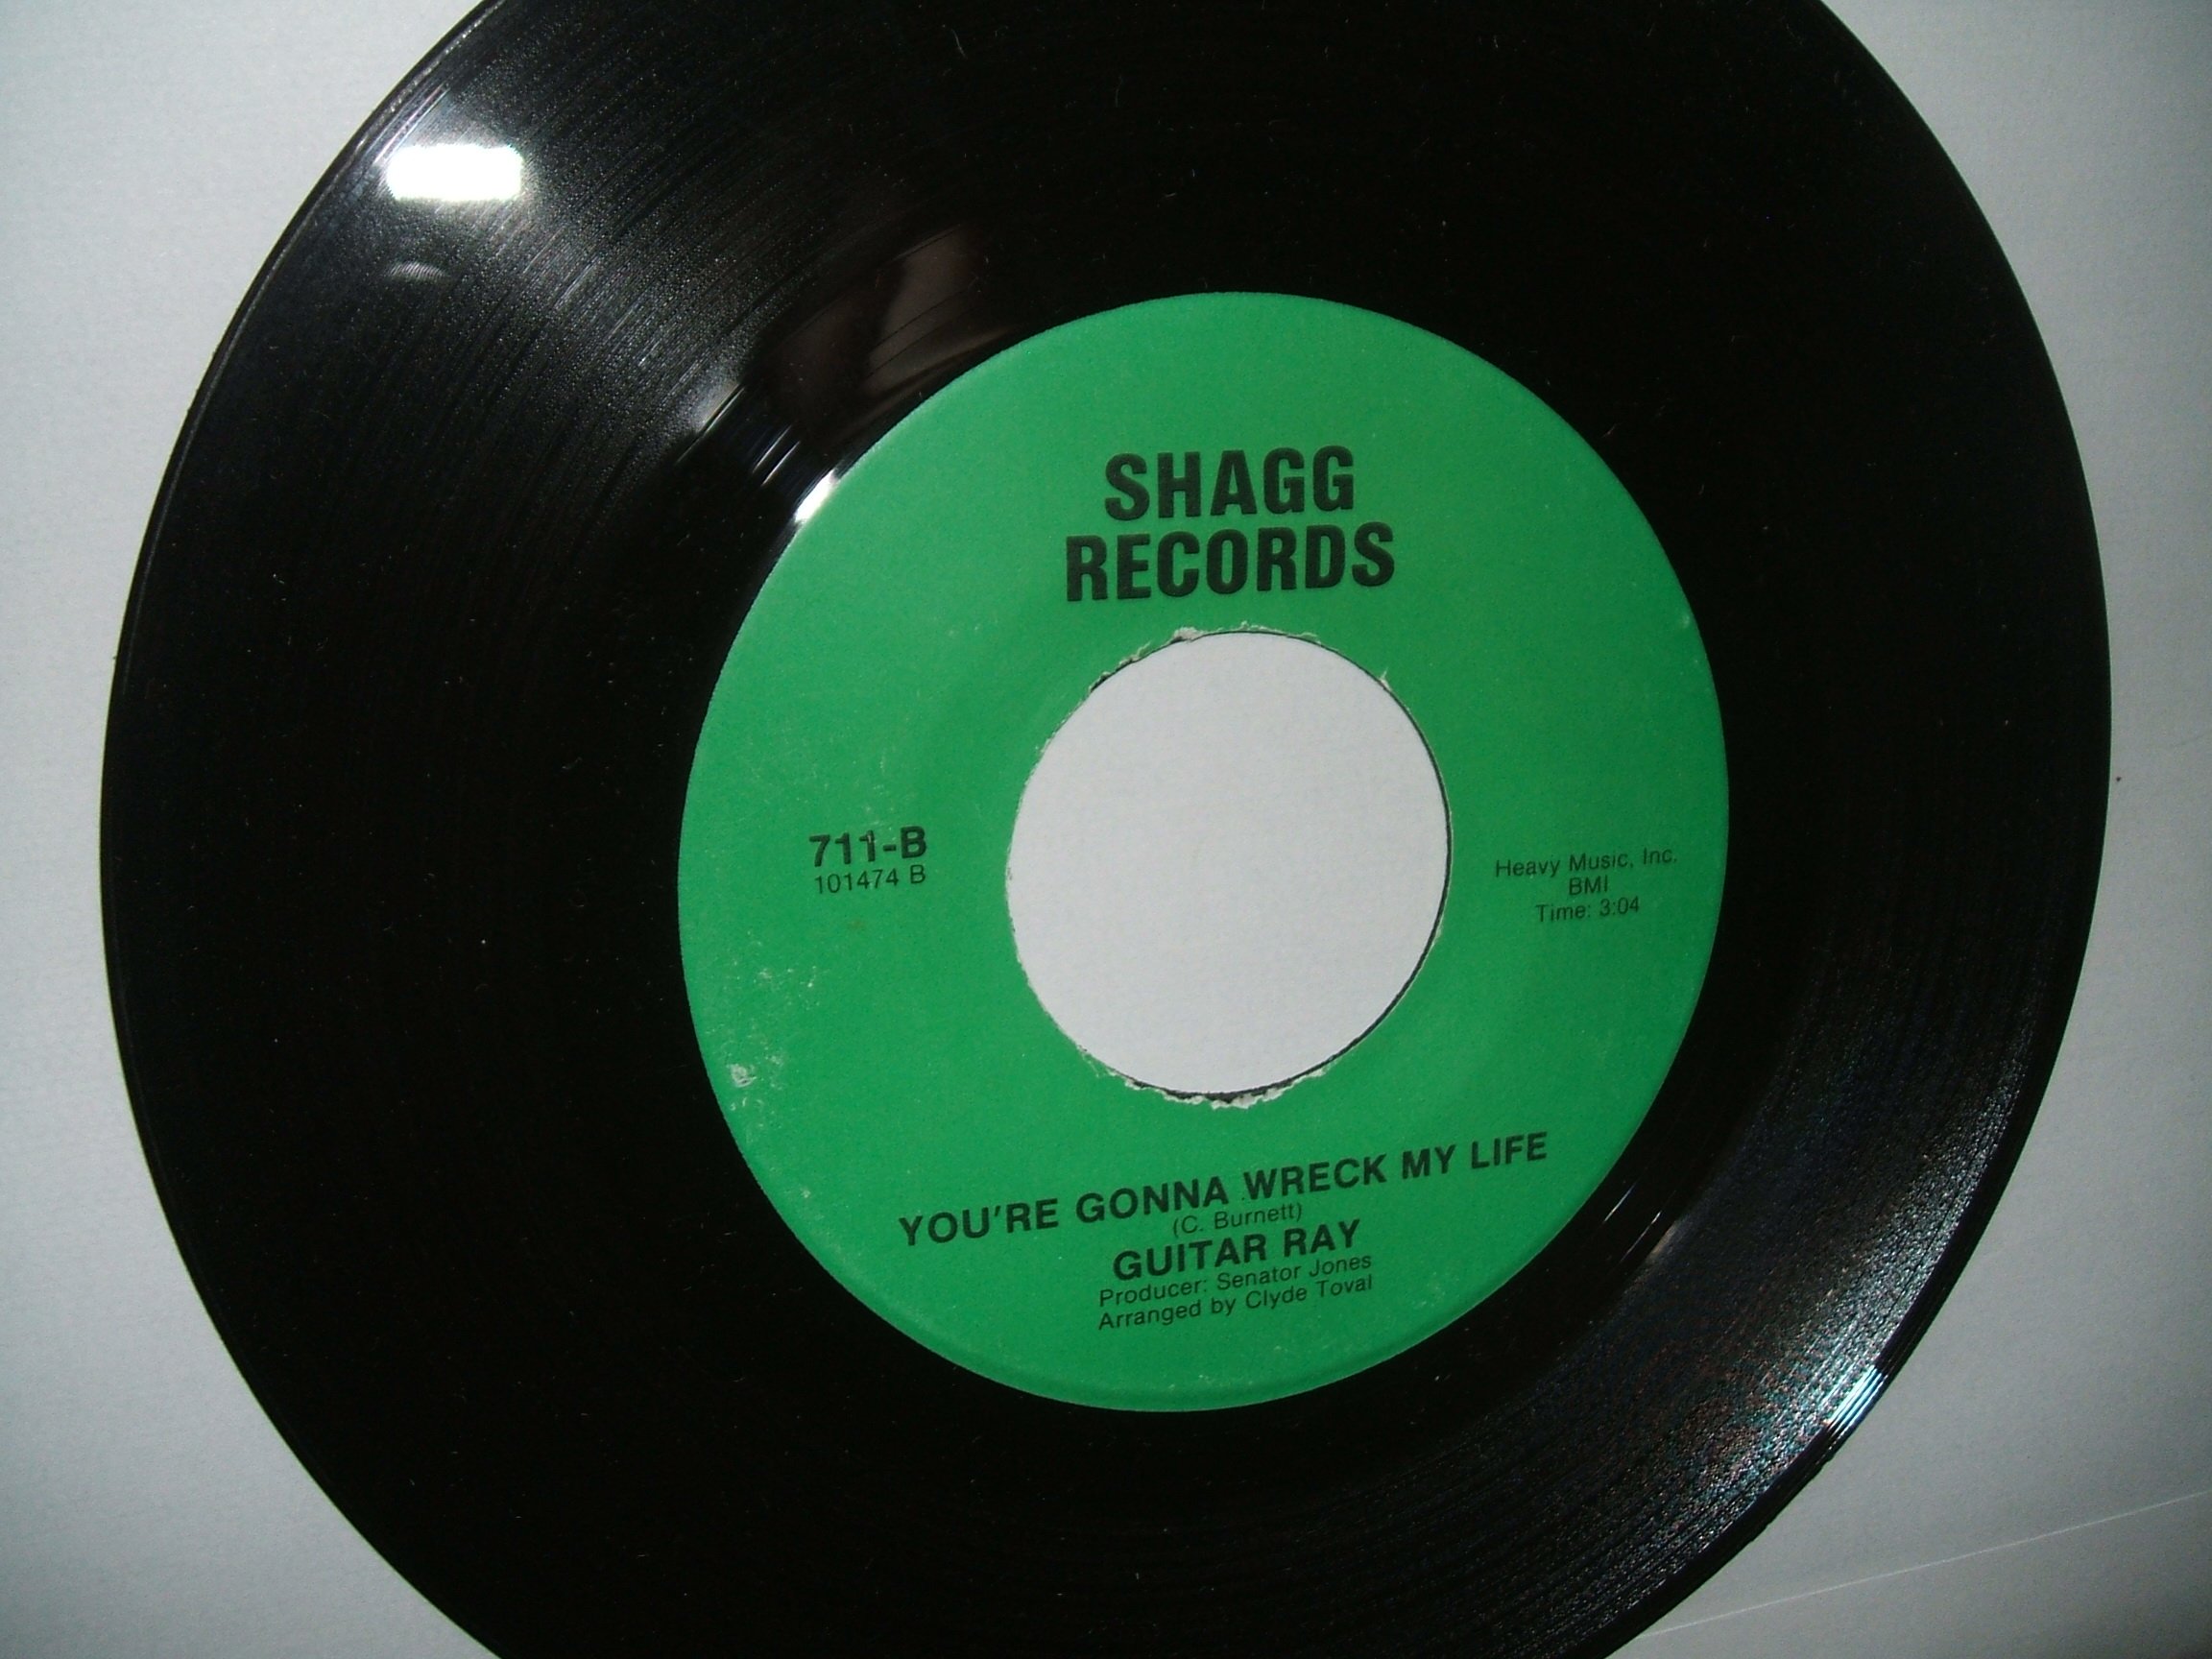 SHAGG
RECORDS
711-B
101474 B
Heavy Music, Inc.
BMI
Time: 3:04
YOU'RE GONNA WRECK MY LIFE
(C. Burnett)
GUITAR RAY
Producer: Senator Jones
Arranged by Clyde Toval